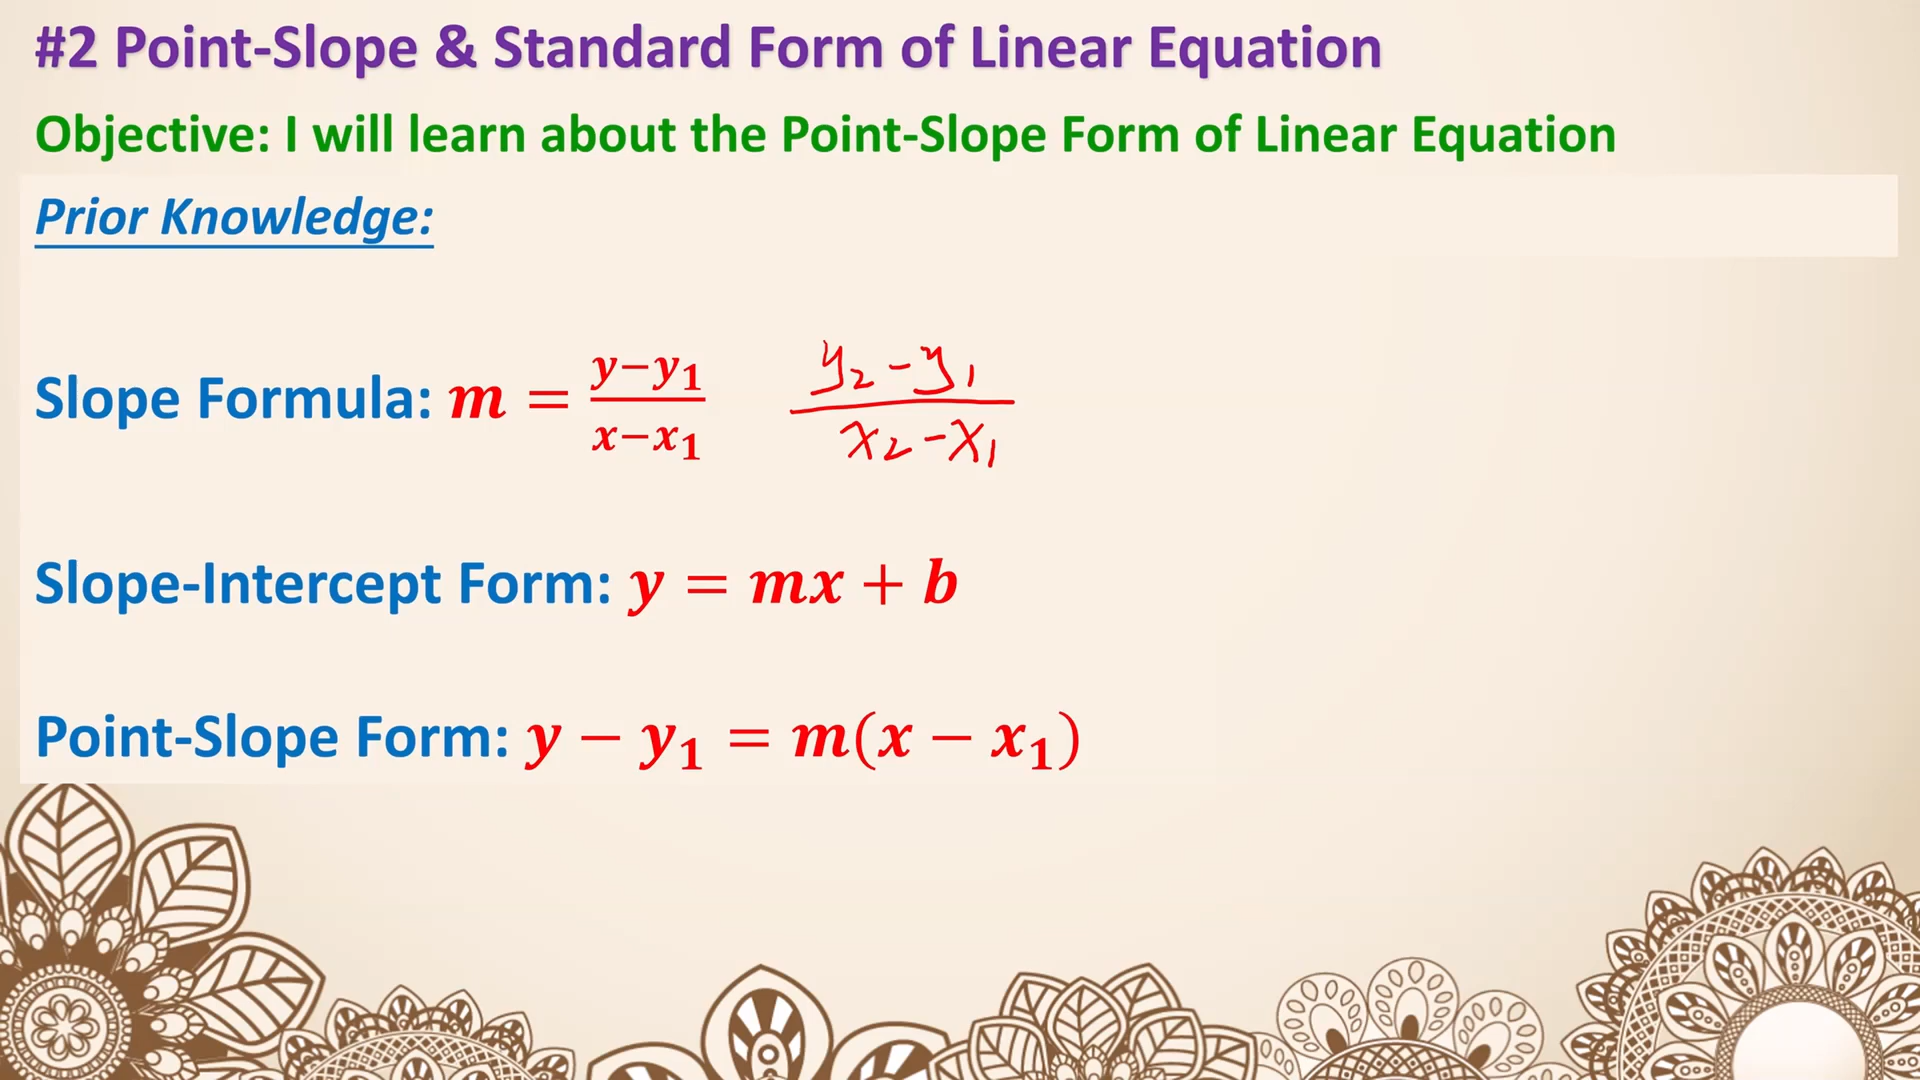 #2 Point-Slope & Standard Form of Linear Equation
Objective: I will learn about the Point-Slope Form of Linear Equation
Prior Knowledge:
Slope Formula: m = (y−y₁)/(x−x₁) (y₂−y₁)/(x₂−x₁)
Slope-Intercept Form: y = mx + b
Point-Slope Form: y − y₁ = m(x − x₁)